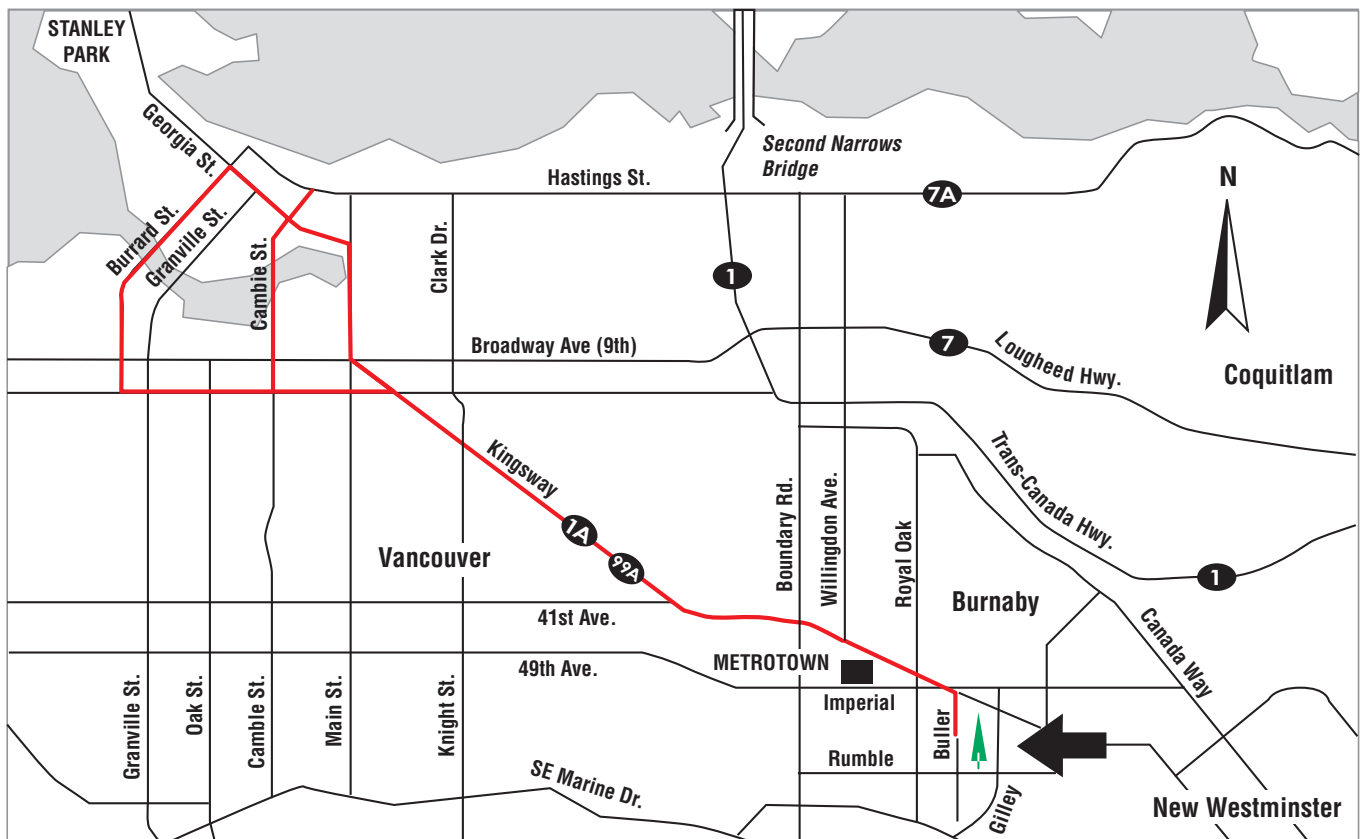 STANLEY
PARK
Georgia St.
Second Narrows
Bridge
Hastings St.
7A
N
Burrard St.
Granville St.
Cambie St.
Clark Dr.
1
Broadway Ave (9th)
7
Lougheed Hwy.
Coquitlam
Kingsway
1A
99A
Trans-Canada Hwy.
1
Vancouver
Boundary Rd.
Willingdon Ave.
Royal Oak
Burnaby
41st Ave.
Canada Way
49th Ave.
METROTOWN
Imperial
Granville St.
Oak St.
Camble St.
Main St.
Knight St.
Buller
Rumble
SE Marine Dr.
Gilley
New Westminster